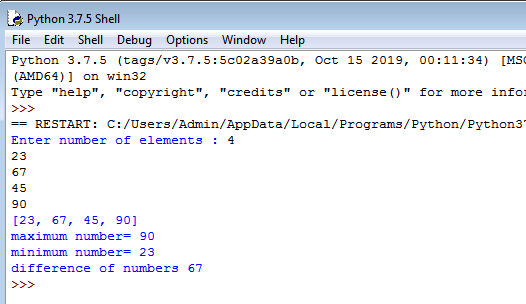 Python 3.7.5 Shell
File Edit Shell Debug Options Window Help
Python 3.7.5 (tags/v3.7.5:5c02a39a0b, Oct 15 2019, 00:11:34) [MSC
(AMD64)] on win32
Type "help", "copyright", "credits" or "license()" for more infor
>>>
== RESTART: C:/Users/Admin/AppData/Local/Programs/Python/Python37
Enter number of elements : 4
23
67
45
90
[23, 67, 45, 90]
maximum number= 90
minimum number= 23
difference of numbers 67
>>>